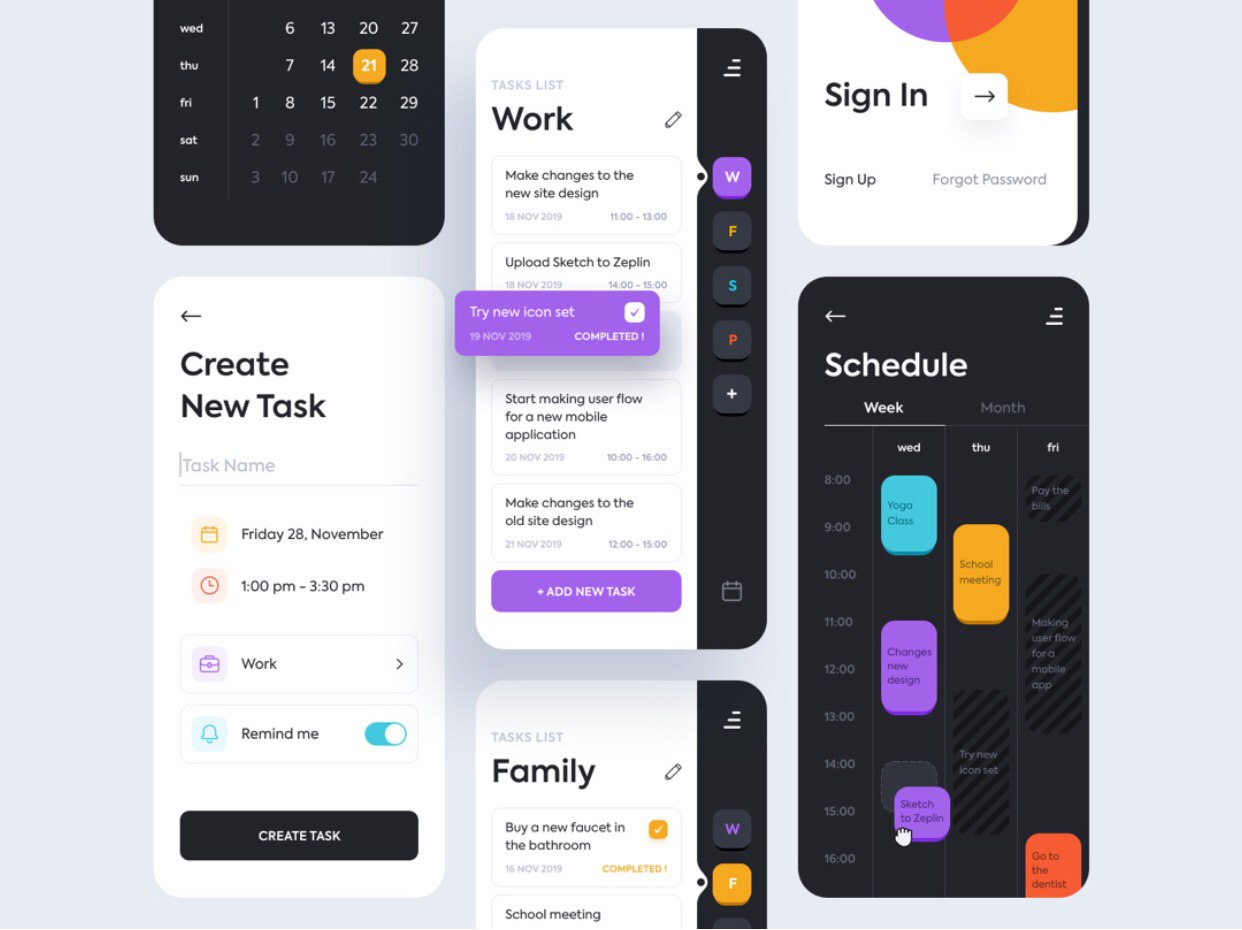 wed 6 13 20 27
thu 7 14 21 28
fri 1 8 15 22 29
sat 2 9 16 23 30
sun 3 10 17 24
Create
New Task
Task Name
Friday 28, November
1:00 pm - 3:30 pm
Work
Remind me
CREATE TASK
TASKS LIST
Work
Make changes to the
new site design
18 NOV 2019 11:00 - 13:00
Upload Sketch to Zeplin
18 NOV 2019 14:00 - 15:00
Try new icon set
19 NOV 2019 COMPLETED !
Start making user flow
for a new mobile
application
20 NOV 2019 10:00 - 16:00
Make changes to the
old site design
21 NOV 2019 12:00 - 15:00
+ ADD NEW TASK
W
F
S
P
+
TASKS LIST
Family
Buy a new faucet in
the bathroom
16 NOV 2019 COMPLETED !
School meeting
W
F
Sign In
Sign Up Forgot Password
Schedule
Week Month
wed thu fri
8:00
9:00
10:00
11:00
12:00
13:00
14:00
15:00
16:00
Yoga
Class
Changes
new
design
Sketch
to Zeplin
School
meeting
Try new
icon set
Pay the
bills
Making
user flow
for a
mobile
app
Go to
the
dentist